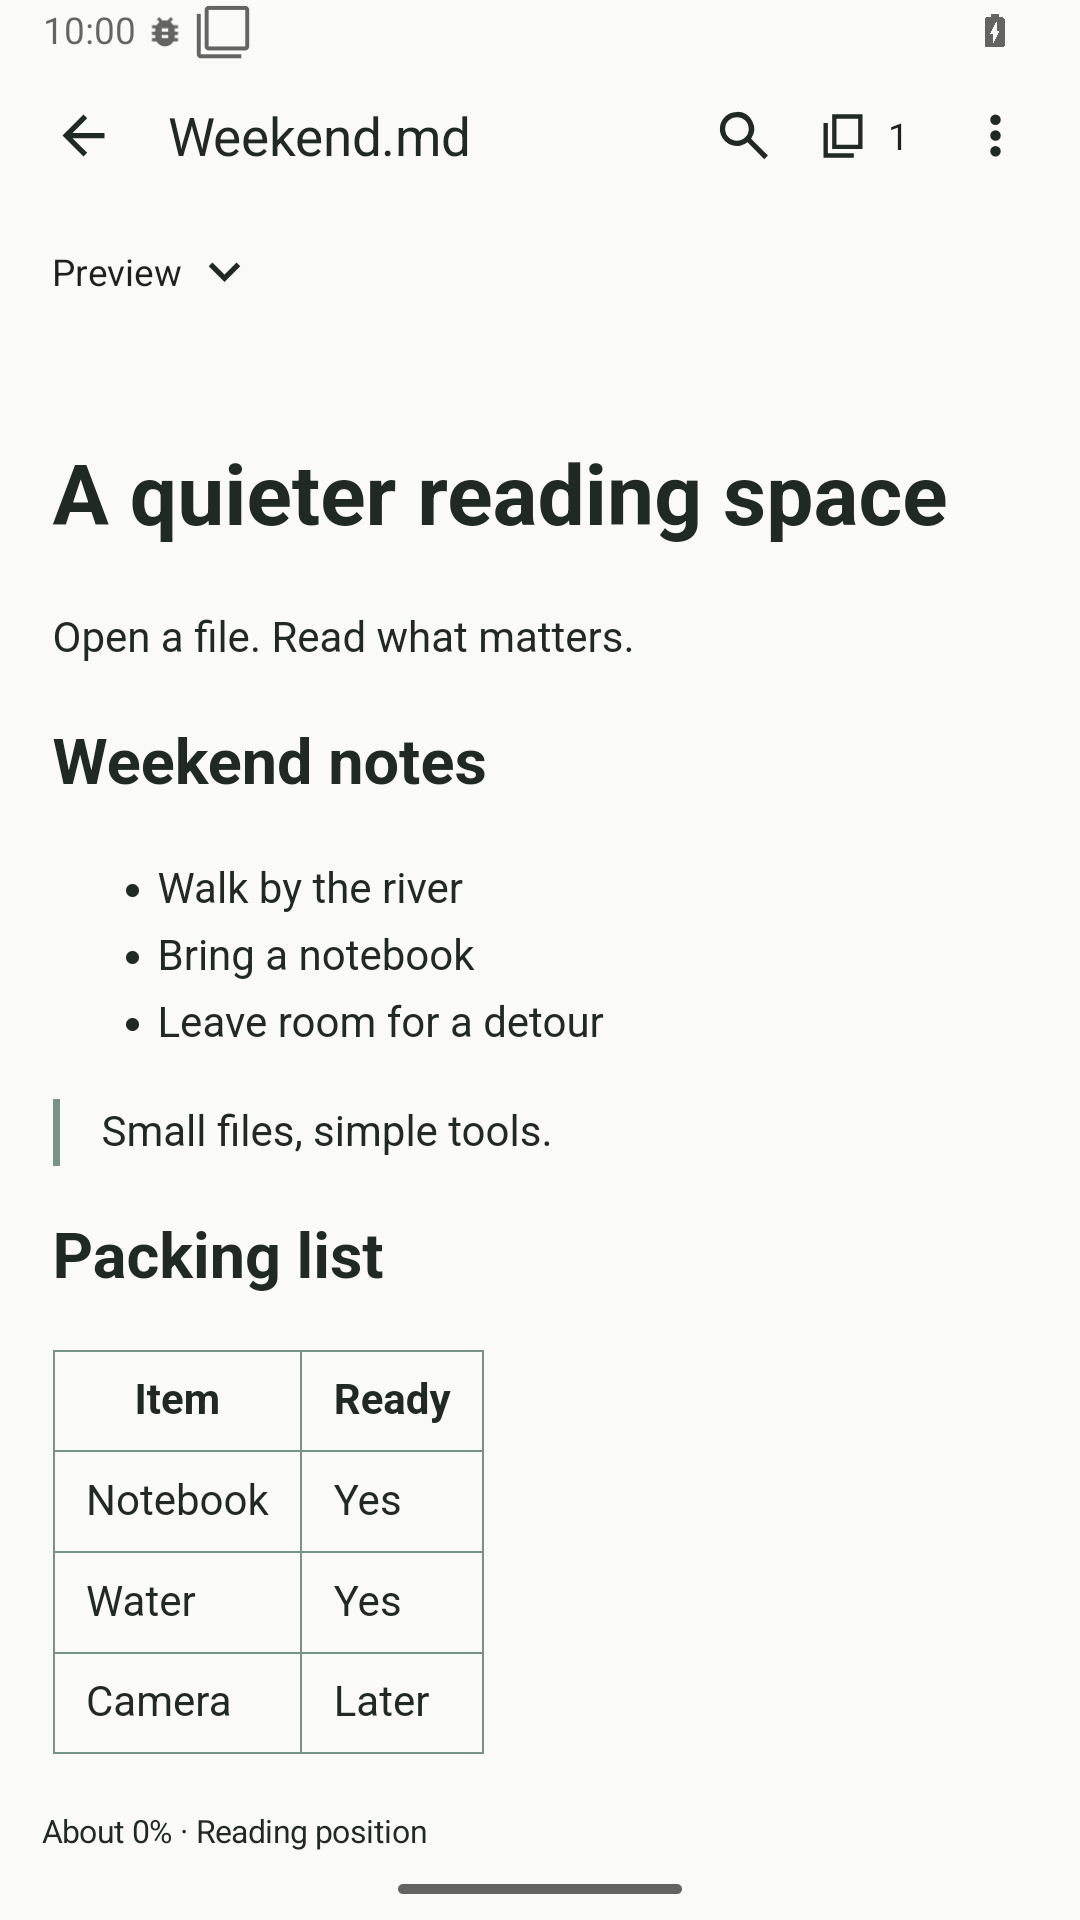 10:00
Weekend.md
1
Preview
A quieter reading space
Open a file. Read what matters.
Weekend notes
• Walk by the river
• Bring a notebook
• Leave room for a detour
Small files, simple tools.
Packing list
Item Ready
Notebook Yes
Water Yes
Camera Later
About 0% · Reading position